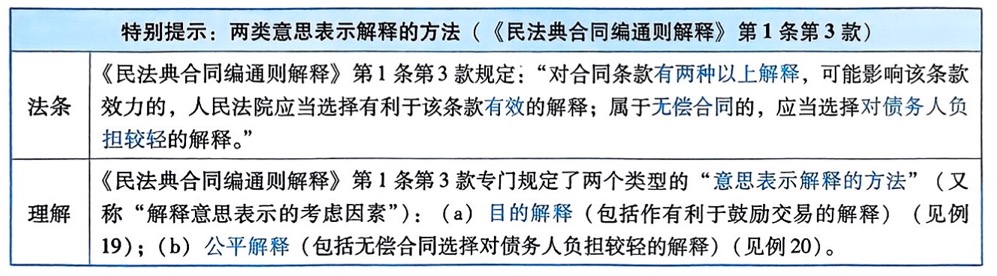 特别提示：两类意思表示解释的方法（《民法典合同编通则解释》第1条第3款）
法条
《民法典合同编通则解释》第1条第3款规定：“对合同条款有两种以上解释，可能影响该条款
效力的，人民法院应当选择有利于该条款有效的解释；属于无偿合同的，应当选择对债务人负
担较轻的解释。”
理解
《民法典合同编通则解释》第1条第3款专门规定了两个类型的“意思表示解释的方法”（又
称“解释意思表示的考虑因素”）：（a）目的解释（包括作有利于鼓励交易的解释）（见例
19）；（b）公平解释（包括无偿合同选择对债务人负担较轻的解释）（见例20）。